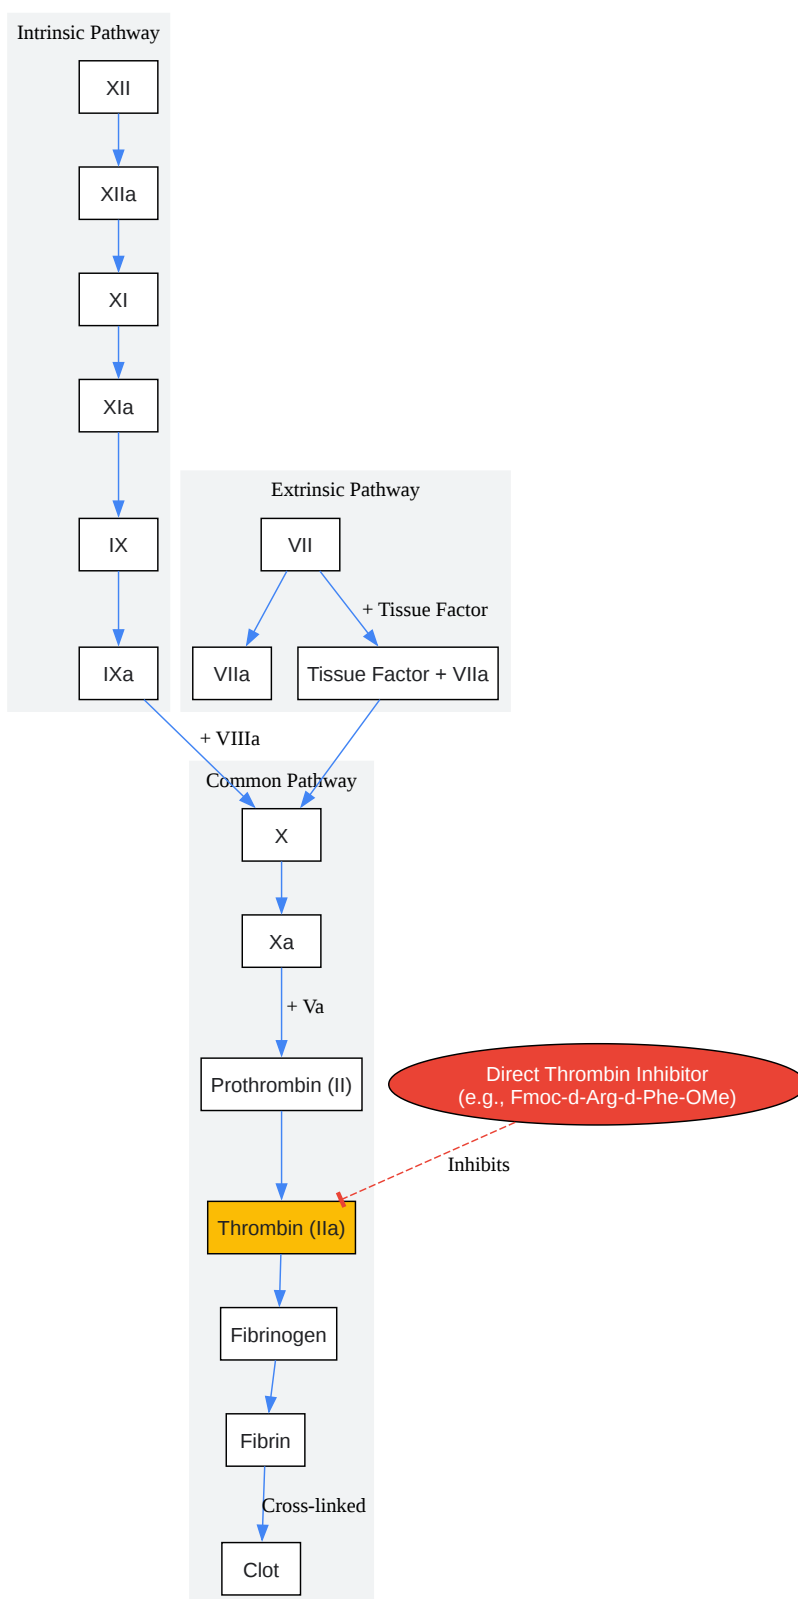 Intrinsic Pathway
XII
XIIa
XI
XIa
IX
IXa
Extrinsic Pathway
VII
+ Tissue Factor
VIIa
Tissue Factor + VIIa
+ VIIIa
Common Pathway
X
Xa
+ Va
Prothrombin (II)
Direct Thrombin Inhibitor
(e.g., Fmoc-d-Arg-d-Phe-OMe)
Inhibits
Thrombin (IIa)
Fibrinogen
Fibrin
Cross-linked
Clot